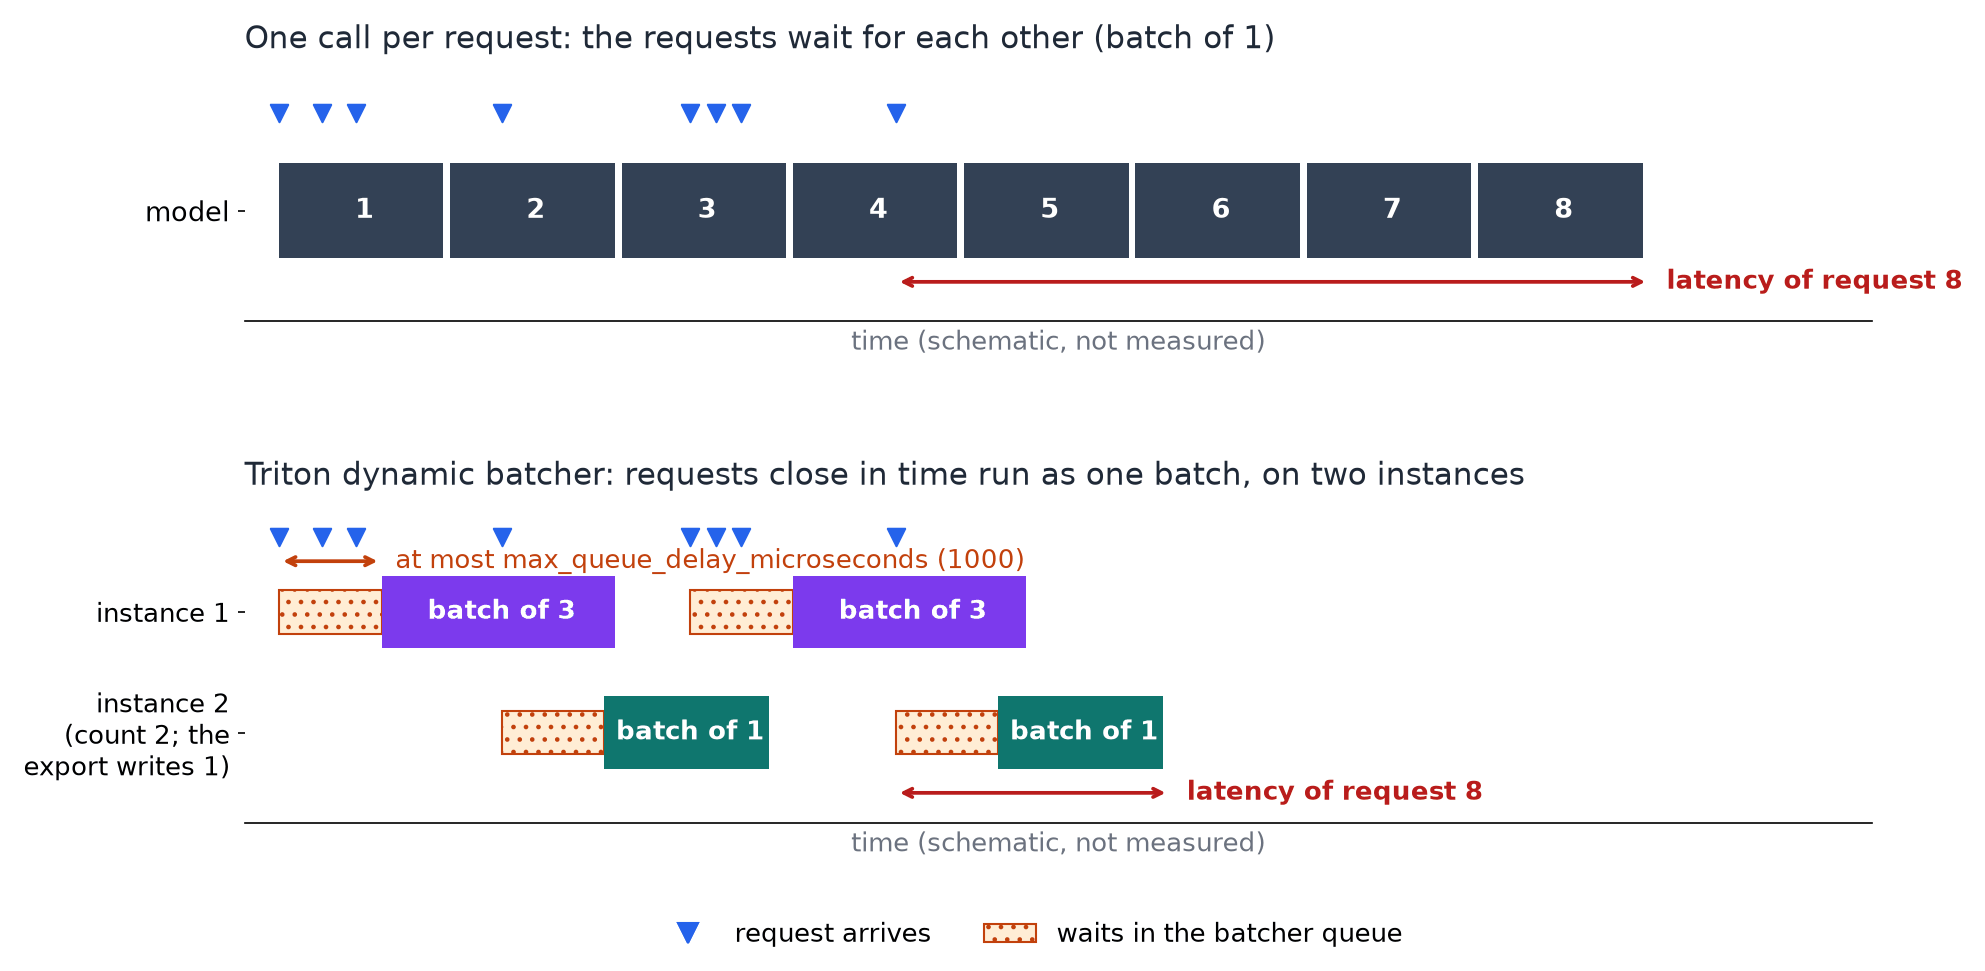 One call per request: the requests wait for each other (batch of 1)
model
1
2
3
4
5
6
7
8
latency of request 8
time (schematic, not measured)
Triton dynamic batcher: requests close in time run as one batch, on two instances
at most max_queue_delay_microseconds (1000)
instance 1
batch of 3
batch of 3
instance 2
(count 2; the
export writes 1)
batch of 1
batch of 1
latency of request 8
time (schematic, not measured)
request arrives
waits in the batcher queue